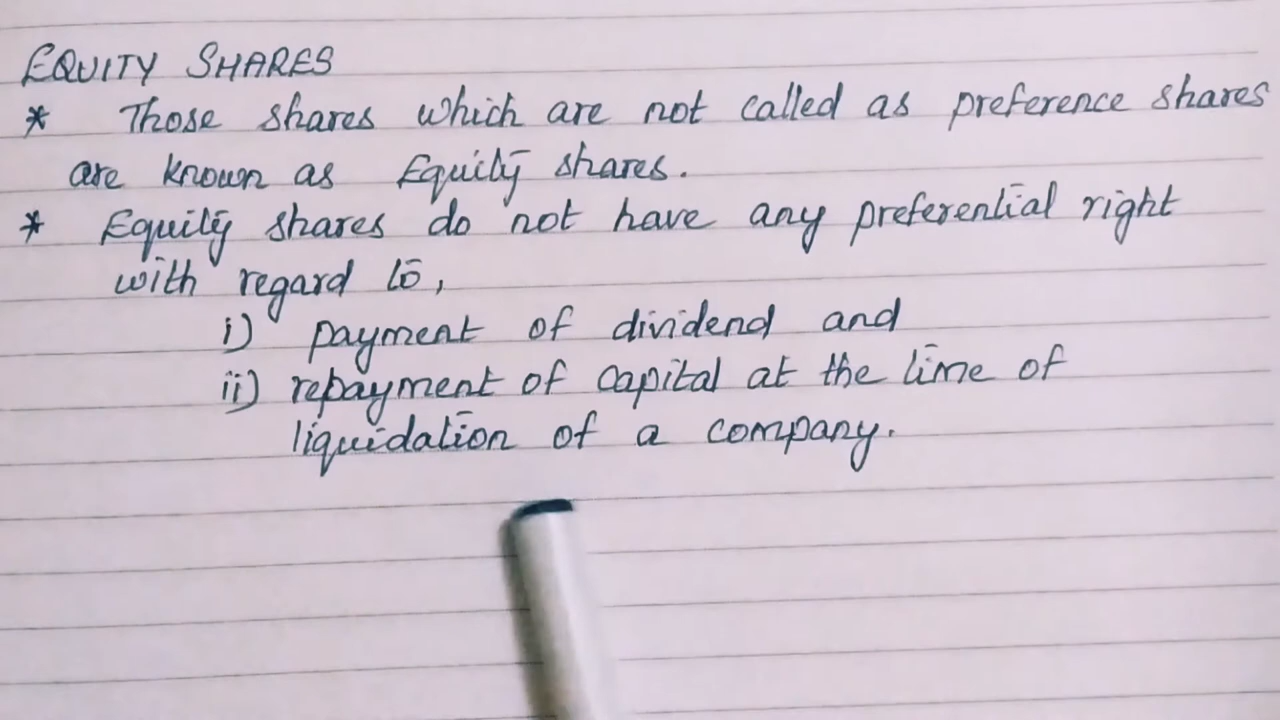 EQUITY SHARES
* Those shares which are not called as preference shares
are known as Equity shares.
* Equity shares do not have any preferential right
with regard to,
i) payment of dividend and
ii) repayment of capital at the time of
liquidation of a company.